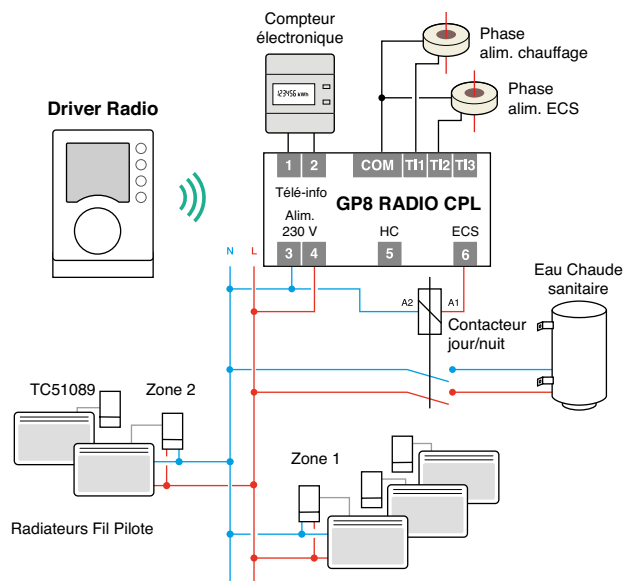 Compteur
électronique
Phase
alim. chauffage
Phase
alim. ECS
123456 kWh
Driver Radio
1 2 COM TI1 TI2 TI3
Télé-info
GP8 RADIO CPL
Alim.
230 V
HC
ECS
3 4 5 6
N L
A2 A1
Contacteur
jour/nuit
Eau Chaude
sanitaire
TC51089
Zone 2
Zone 1
Radiateurs Fil Pilote